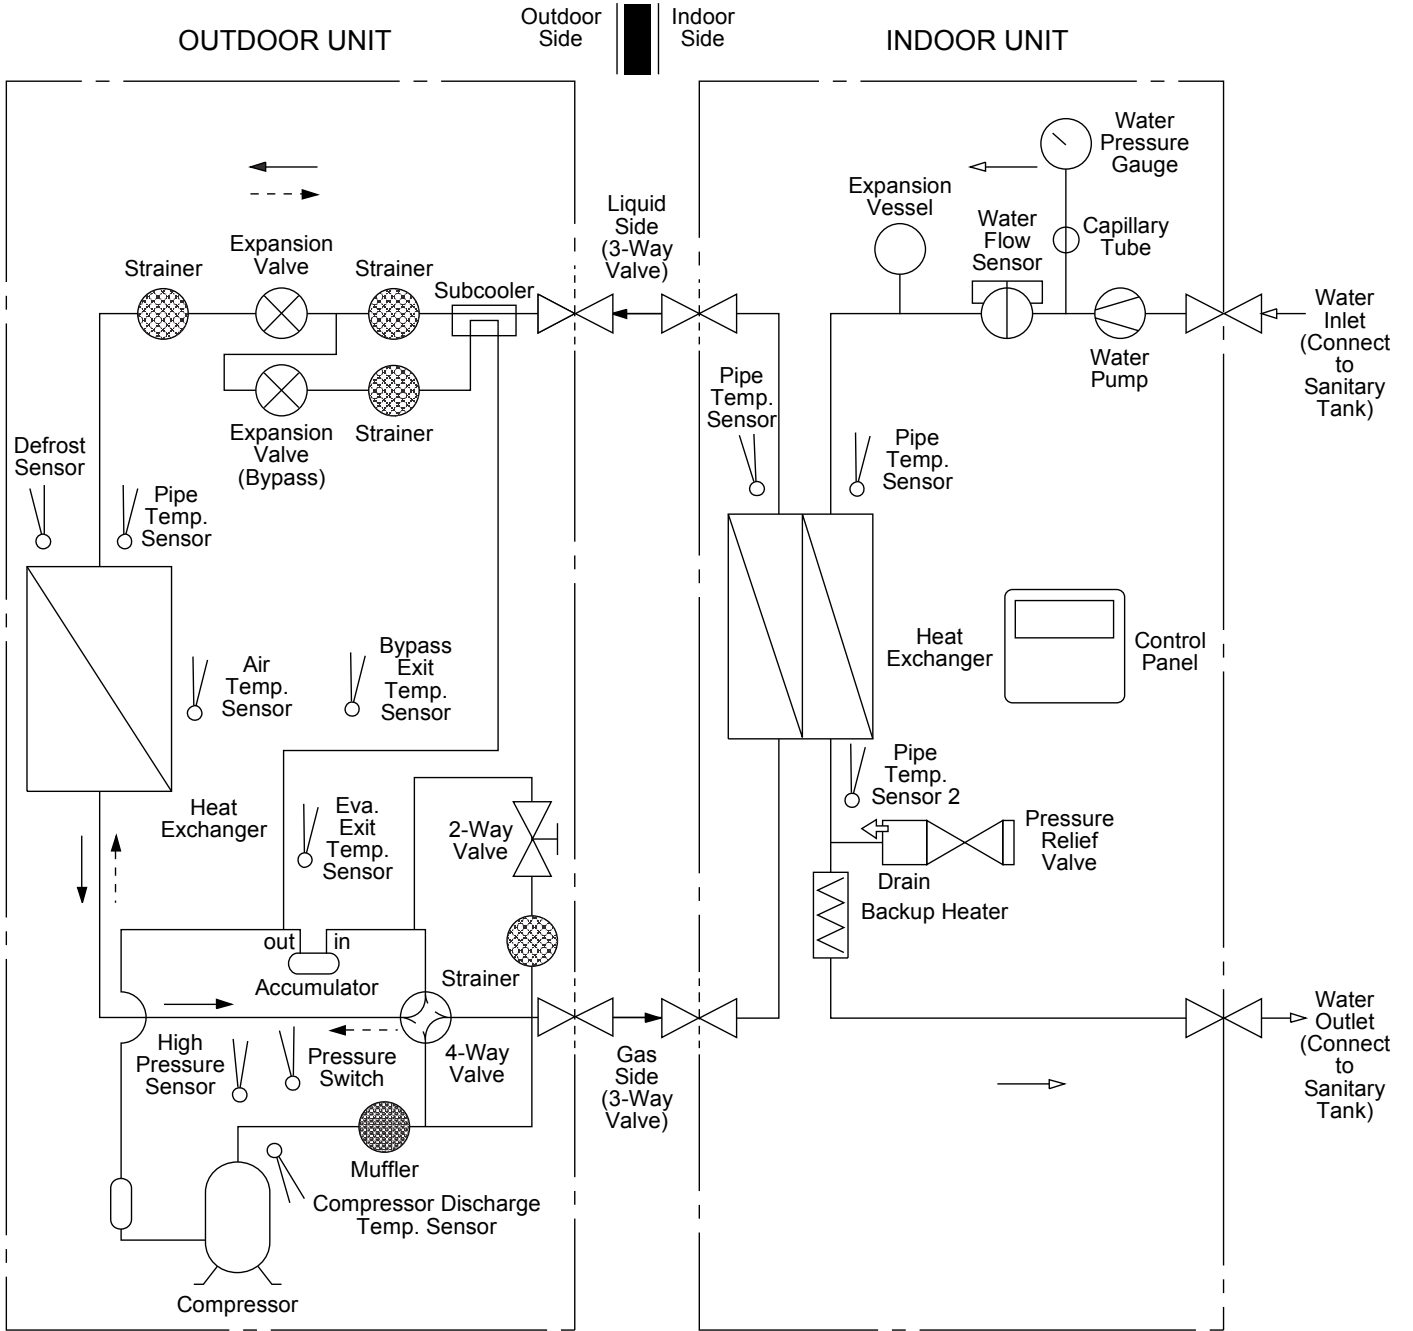 OUTDOOR UNIT
Outdoor
Side
Indoor
Side
INDOOR UNIT
Water
Pressure
Gauge
Expansion
Vessel
Water
Flow
Sensor
Capillary
Tube
Liquid
Side
(3-Way
Valve)
Strainer
Expansion
Valve
Strainer
Subcooler
Water
Inlet
(Connect
to
Sanitary
Tank)
Water
Pump
Expansion
Valve
(Bypass)
Strainer
Pipe
Temp.
Sensor
Pipe
Temp.
Sensor
Defrost
Sensor
Pipe
Temp.
Sensor
Air
Temp.
Sensor
Bypass
Exit
Temp.
Sensor
Heat
Exchanger
Control
Panel
Heat
Exchanger
Eva.
Exit
Temp.
Sensor
2-Way
Valve
Pipe
Temp.
Sensor 2
Pressure
Relief
Valve
Drain
Backup Heater
out
in
Accumulator
Strainer
High
Pressure
Sensor
Pressure
Switch
4-Way
Valve
Gas
Side
(3-Way
Valve)
Water
Outlet
(Connect
to
Sanitary
Tank)
Muffler
Compressor Discharge
Temp. Sensor
Compressor